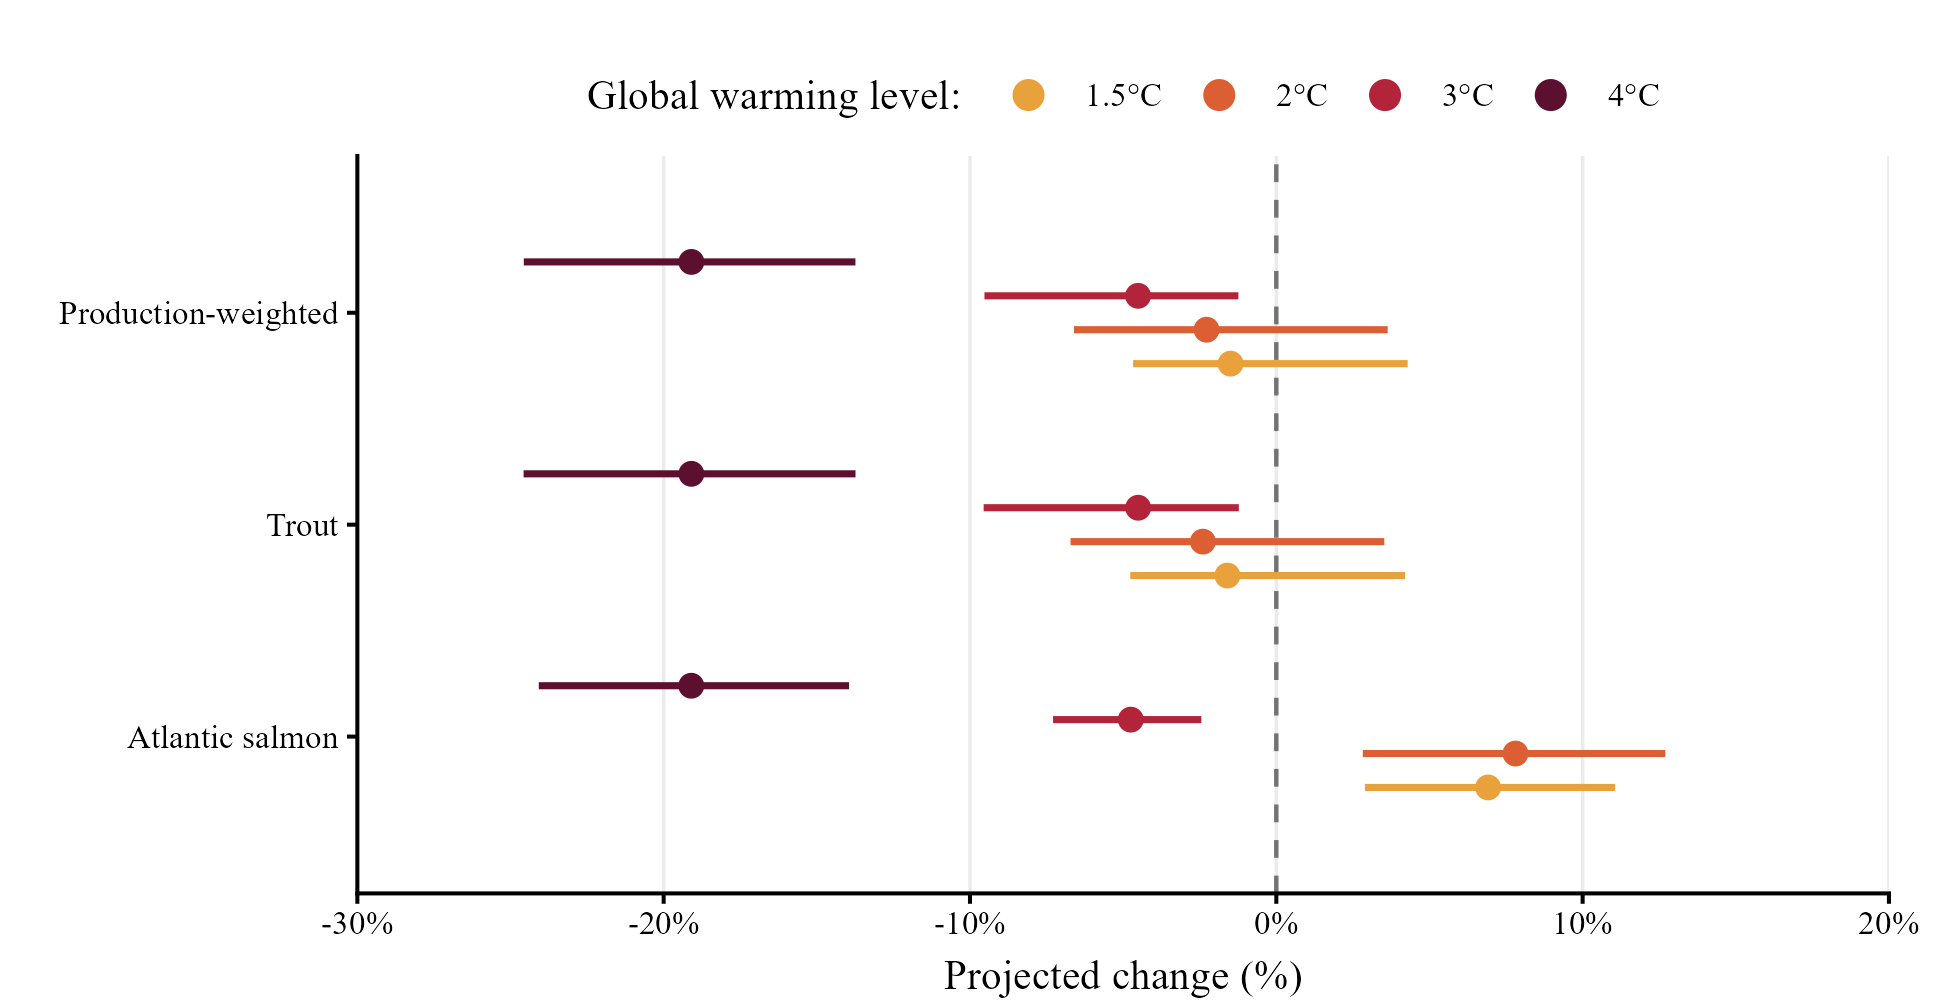 Global warming level: 1.5°C 2°C 3°C 4°C
Production-weighted
Trout
Atlantic salmon
-30% -20% -10% 0% 10% 20%
Projected change (%)